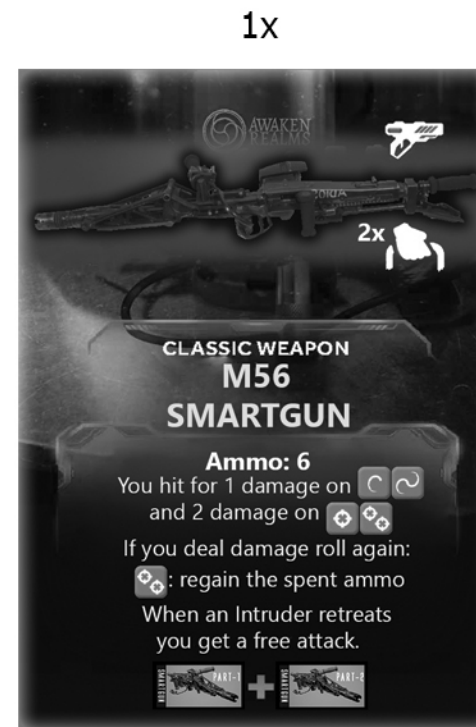 1x
AWAKEN
REALMS
2x
CLASSIC WEAPON
M56
SMARTGUN
Ammo: 6
You hit for 1 damage on
and 2 damage on
If you deal damage roll again:
: regain the spent ammo
When an Intruder retreats
you get a free attack.
SMARTGUN PART-1 + SMARTGUN PART-2